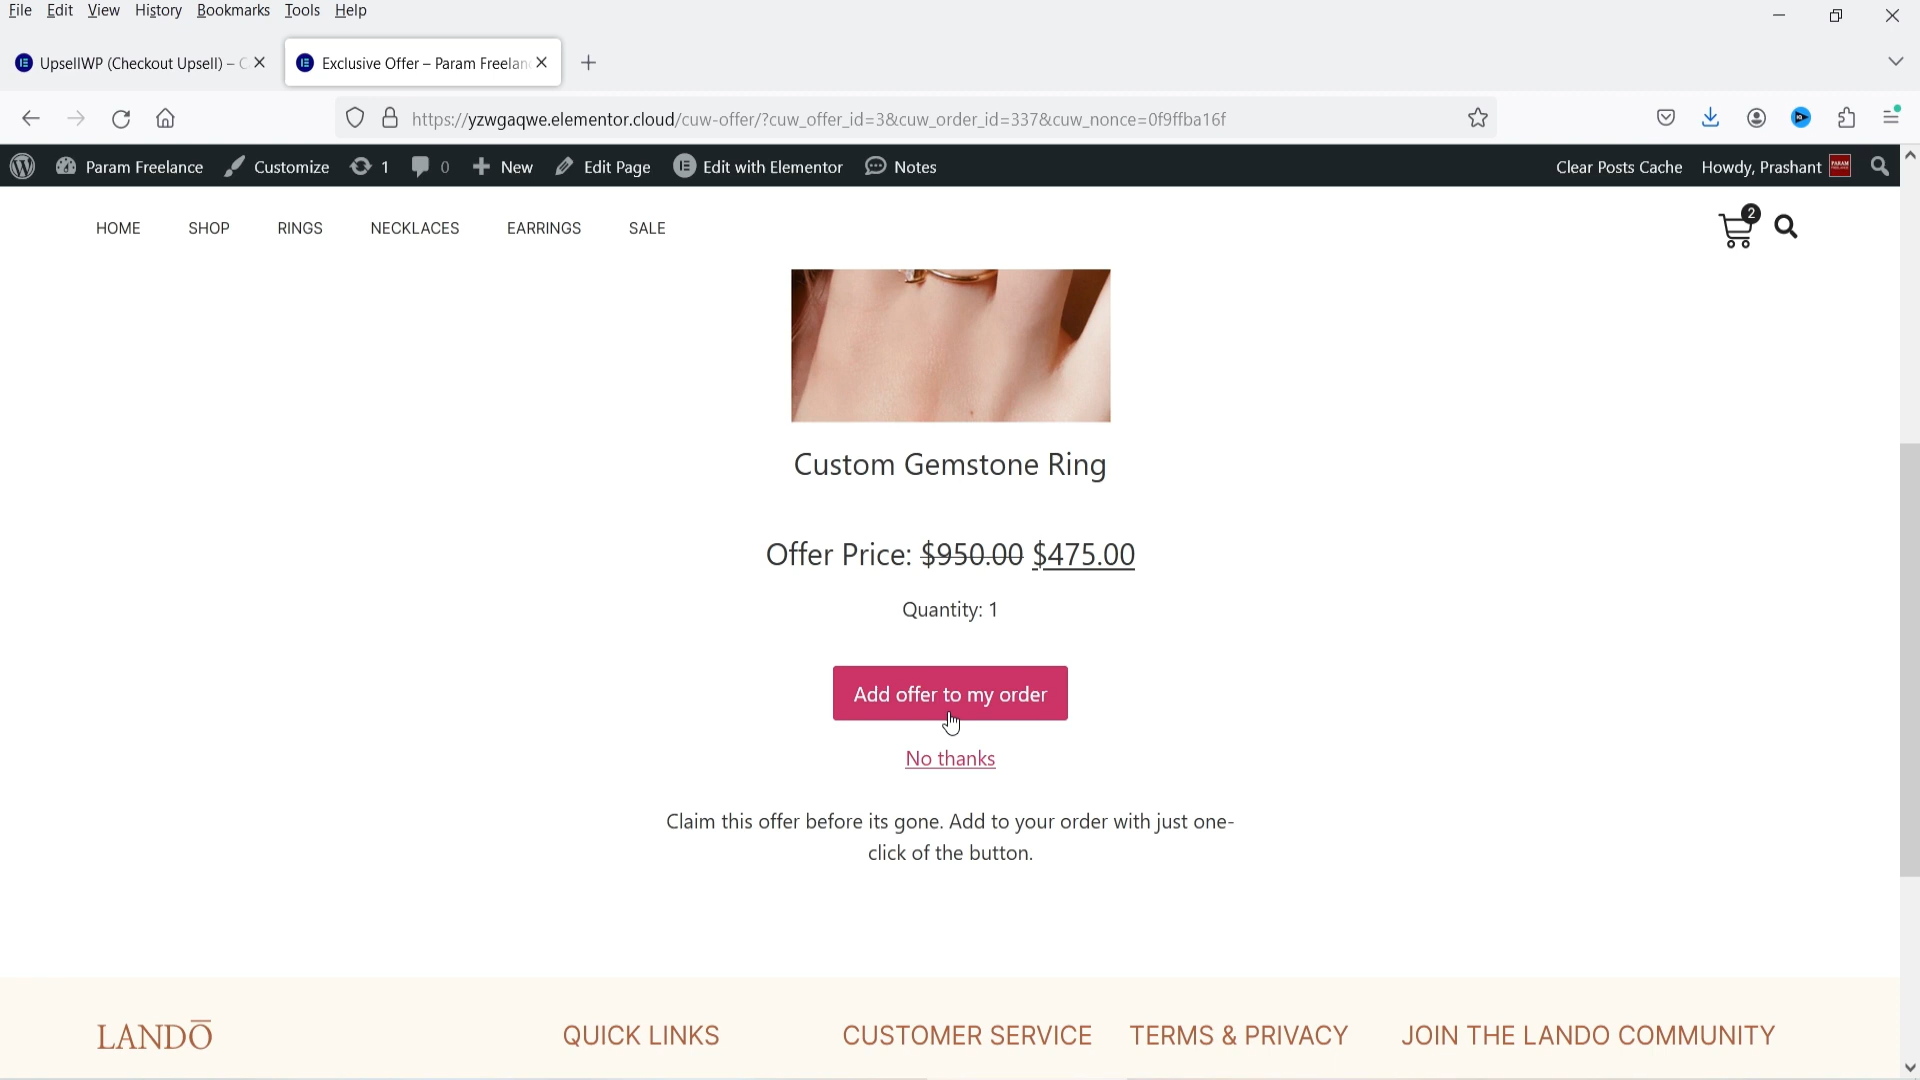 File Edit View History Bookmarks Tools Help
UpsellWP (Checkout Upsell) – Exclusive Offer – Param Freelan
https://yzwgaqwe.elementor.cloud/cuw-offer/?cuw_offer_id=3&cuw_order_id=337&cuw_nonce=0f9ffba16f
Param Freelance Customize 1 0 New Edit Page Edit with Elementor Notes Clear Posts Cache Howdy, Prashant
HOME SHOP RINGS NECKLACES EARRINGS SALE 2
Custom Gemstone Ring
Offer Price: $950.00 $475.00
Quantity: 1
Add offer to my order
No thanks
Claim this offer before its gone. Add to your order with just one-
click of the button.
LANDŌ QUICK LINKS CUSTOMER SERVICE TERMS & PRIVACY JOIN THE LANDO COMMUNITY